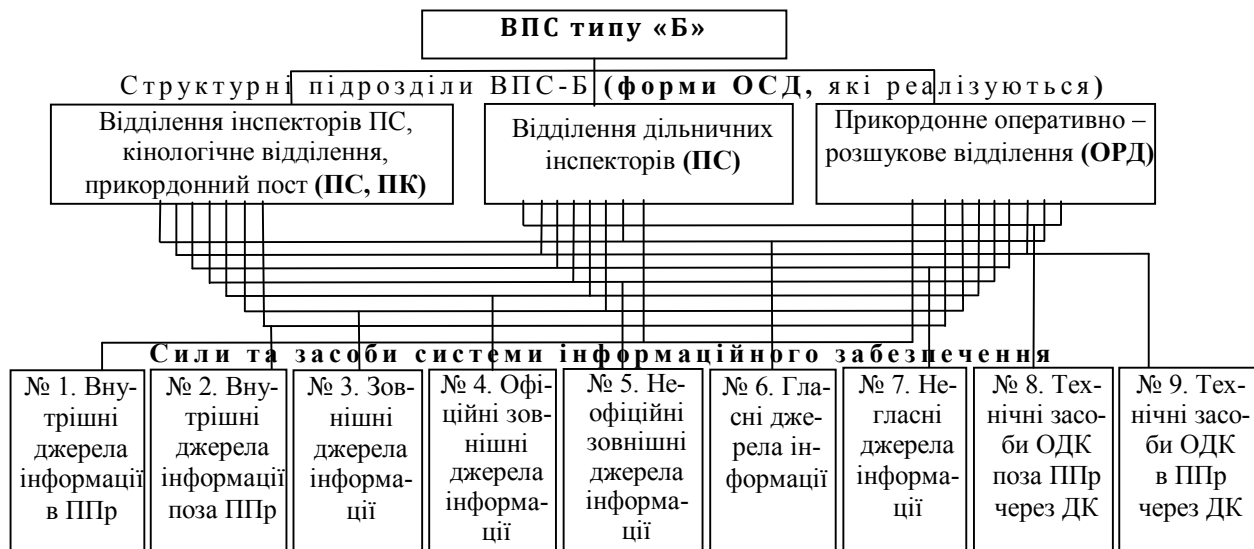 ВПС типу «Б»
Структурні підрозділи ВПС-Б (форми ОСД, які реалізуються)
Відділення інспекторів ПС,
кінологічне відділення,
прикордонний пост (ПС, ПК)
Відділення дільничних
інспекторів (ПС)
Прикордонне оперативно –
розшукове відділення (ОРД)
Сили та засоби системи інформаційного забезпечення
№ 1. Вну-
трішні
джерела
інформації
в ППр
№ 2. Вну-
трішні
джерела
інформації
поза ППр
№ 3. Зов-
нішні
джерела
інформа-
ції
№ 4. Офі-
ційні зов-
нішні
джерела
інформа-
ції
№ 5. Не-
офіційні
зовнішні
джерела
інформа-
ції
№ 6. Гла-
сні дже-
рела ін-
формації
№ 7. Не-
гласні
джерела
інформа-
ції
№ 8. Тех-
нічні засо-
би ОДК
поза ППр
через ДК
№ 9. Тех-
нічні засо-
би ОДК
в ППр
через ДК